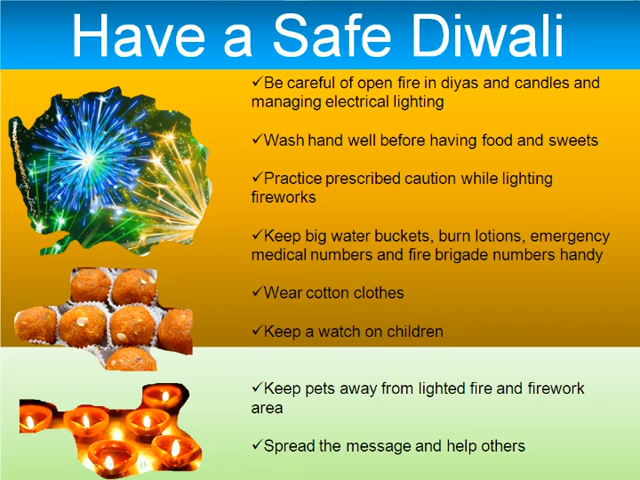 Have a Safe Diwali
✓Be careful of open fire in diyas and candles and
managing electrical lighting
✓Wash hand well before having food and sweets
✓Practice prescribed caution while lighting
fireworks
✓Keep big water buckets, burn lotions, emergency
medical numbers and fire brigade numbers handy
✓Wear cotton clothes
✓Keep a watch on children
✓Keep pets away from lighted fire and firework
area
✓Spread the message and help others